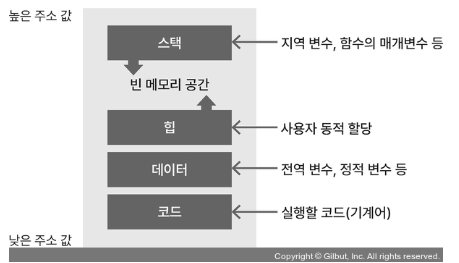 높은 주소 값
스택
지역 변수, 함수의 매개변수 등
빈 메모리 공간
힙
사용자 동적 할당
데이터
전역 변수, 정적 변수 등
코드
실행할 코드(기계어)
낮은 주소 값
Copyright © Gilbut, Inc. All rights reserved.